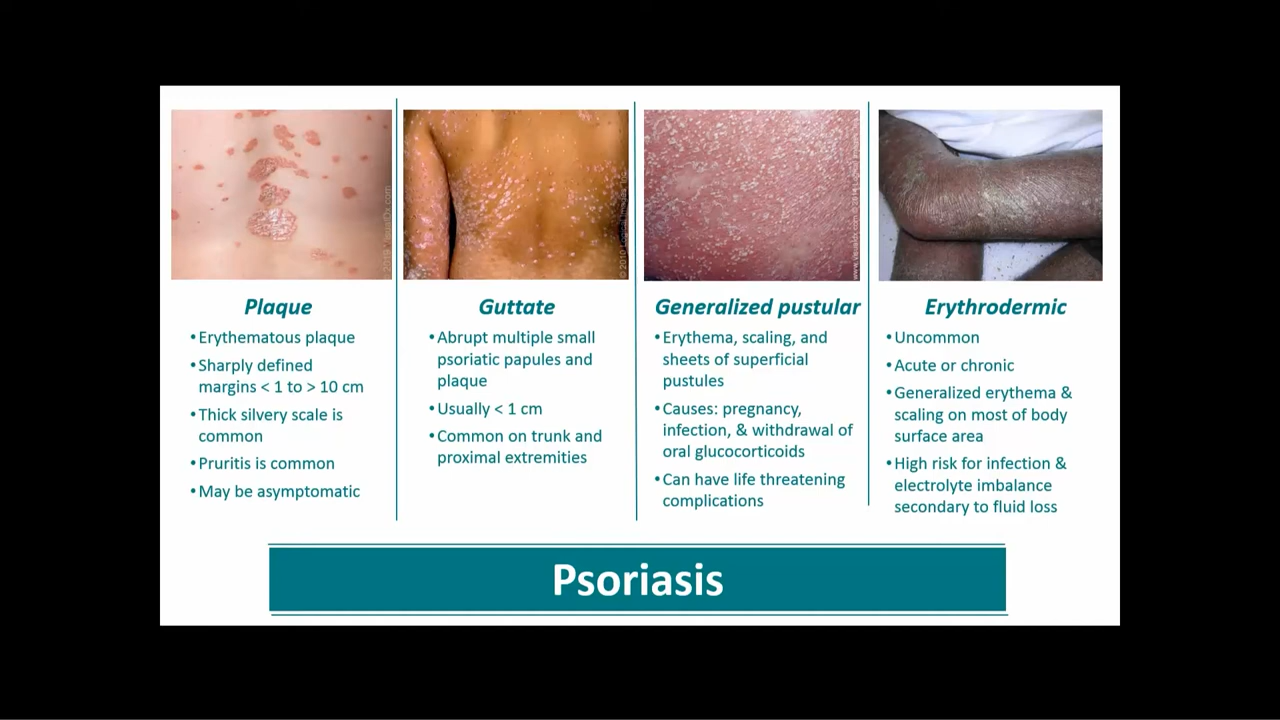 Plaque
•Erythematous plaque
•Sharply defined
margins < 1 to > 10 cm
•Thick silvery scale is
common
•Pruritis is common
•May be asymptomatic
Guttate
•Abrupt multiple small
psoriatic papules and
plaque
•Usually < 1 cm
•Common on trunk and
proximal extremities
Generalized pustular
•Erythema, scaling, and
sheets of superficial
pustules
•Causes: pregnancy,
infection, & withdrawal of
oral glucocorticoids
•Can have life threatening
complications
Erythrodermic
•Uncommon
•Acute or chronic
•Generalized erythema &
scaling on most of body
surface area
•High risk for infection &
electrolyte imbalance
secondary to fluid loss
Psoriasis